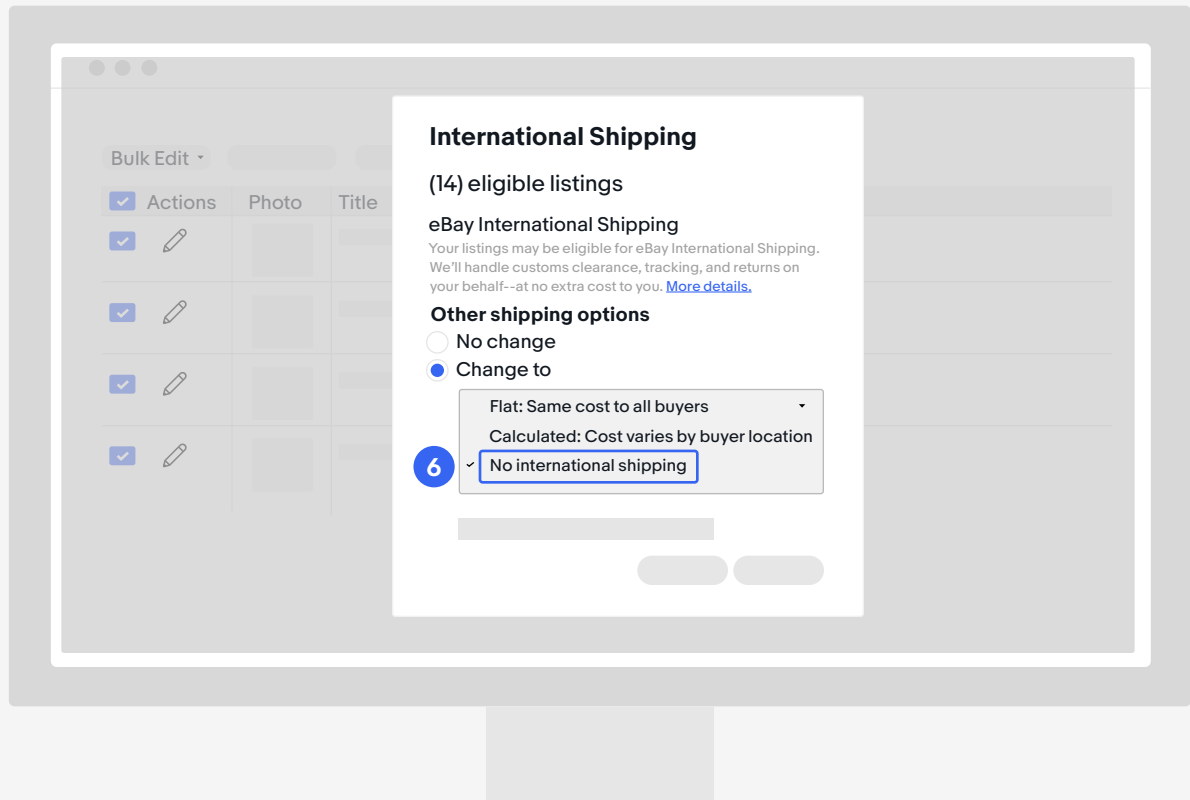 International Shipping
(14) eligible listings
Bulk Edit
Actions Photo Title
eBay International Shipping
Your listings may be eligible for eBay International Shipping.
We’ll handle customs clearance, tracking, and returns on
your behalf--at no extra cost to you. More details.
Other shipping options
No change
Change to
Flat: Same cost to all buyers
Calculated: Cost varies by buyer location
6 No international shipping